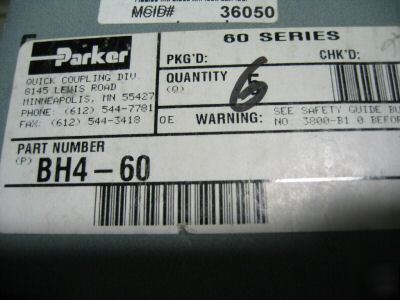 MCID# 36050
Parker
QUICK COUPLING DIV.
8145 LEWIS ROAD
MINNEAPOLIS, MN 55427
PHONE: (612) 544-7781
FAX: (612) 544-3418
60 SERIES
PKG'D: CHK'D:
QUANTITY 6
(Q)
OE WARNING: SEE SAFETY GUIDE
NO. 3800-B1 0
PART NUMBER
(P) BH4-60